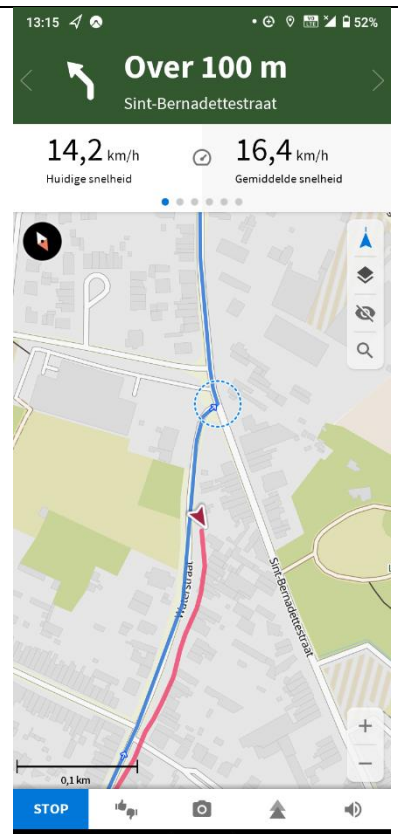 13:15
52%
Over 100 m
Sint-Bernadettestraat
14,2 km/h
16,4 km/h
Huidige snelheid
Gemiddelde snelheid
Waterstraat
Sint-Bernadettestraat
0,1 km
STOP